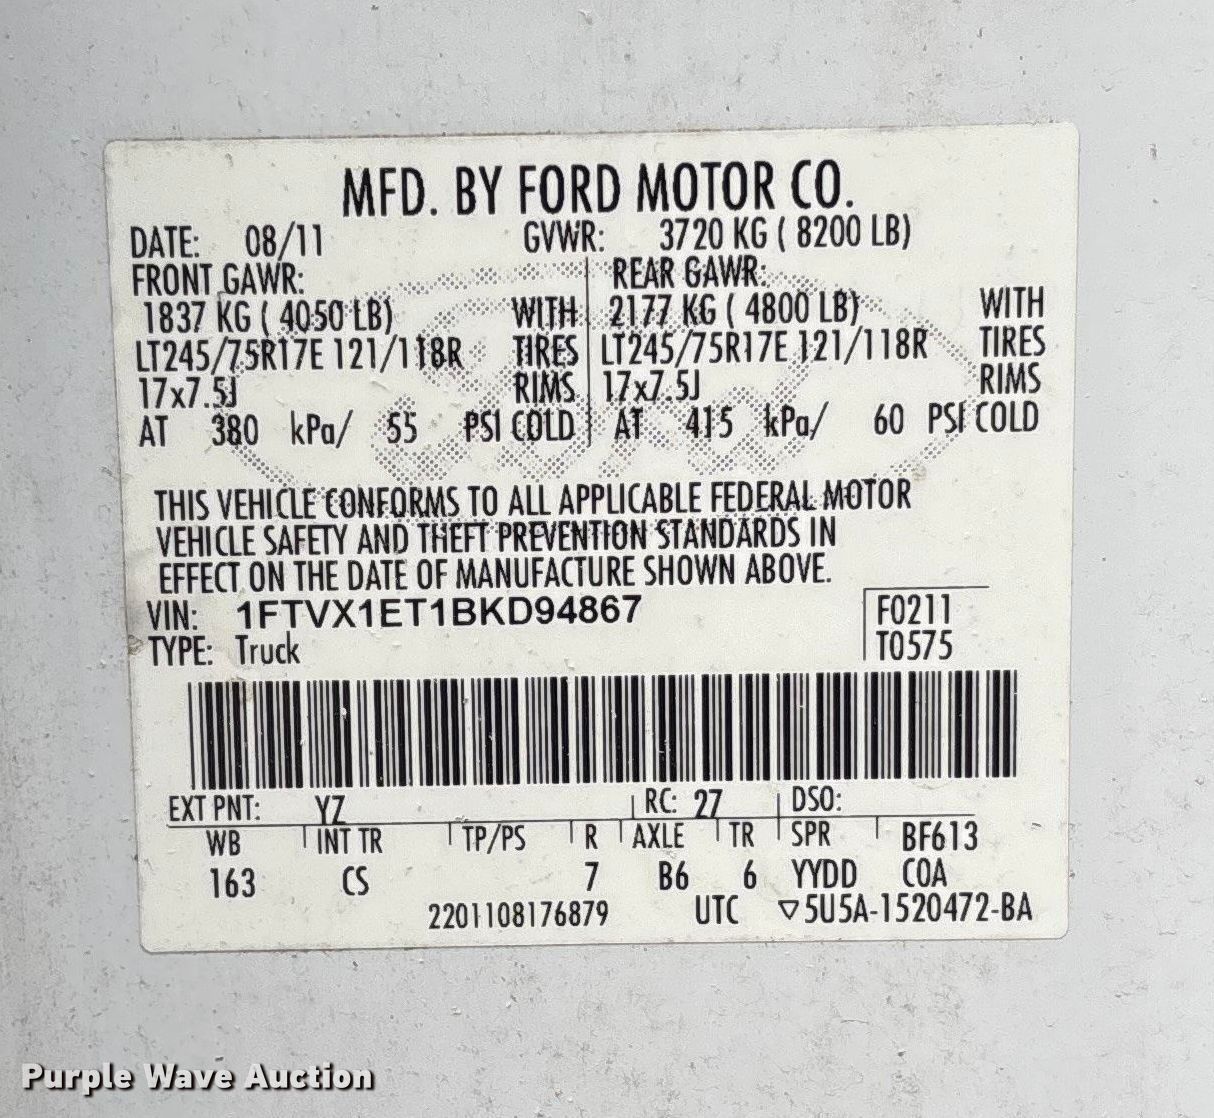 MFD. BY FORD MOTOR CO.
DATE: 08/11 GVWR: 3720 KG ( 8200 LB)
FRONT GAWR: REAR GAWR:
1837 KG ( 4050 LB) WITH 2177 KG ( 4800 LB) WITH
LT245/75R17E 121/118R TIRES LT245/75R17E 121/118R TIRES
17x7.5J RIMS 17x7.5J RIMS
AT 380 kPa/ 55 PSI COLD AT 415 kPa/ 60 PSI COLD
THIS VEHICLE CONFORMS TO ALL APPLICABLE FEDERAL MOTOR
VEHICLE SAFETY AND THEFT PREVENTION STANDARDS IN
EFFECT ON THE DATE OF MANUFACTURE SHOWN ABOVE.
VIN: 1FTVX1ET1BKD94867 F0211
TYPE: Truck T0575
EXT PNT: YZ RC: 27 DSO:
WB INT TR TP/PS R AXLE TR SPR BF613
163 CS 7 B6 6 YYDD COA
2201108176879 UTC ▽5U5A-1520472-BA
Purple Wave Auction